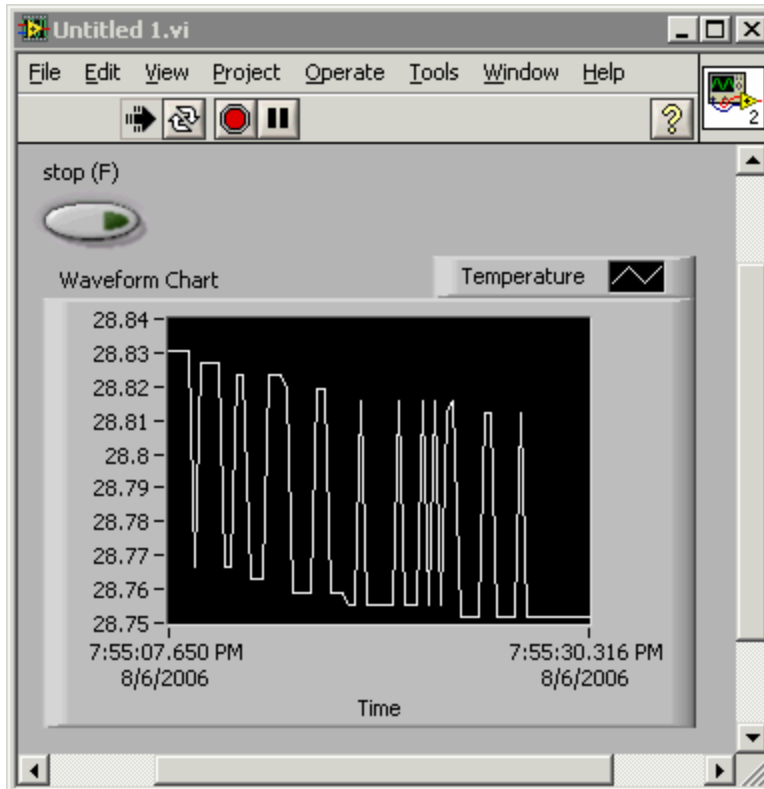 Untitled 1.vi
File Edit View Project Operate Tools Window Help
2
stop (F)
Waveform Chart
Temperature
28.84
28.83
28.82
28.81
28.8
28.79
28.78
28.77
28.76
28.75
7:55:07.650 PM 7:55:30.316 PM
8/6/2006 8/6/2006
Time